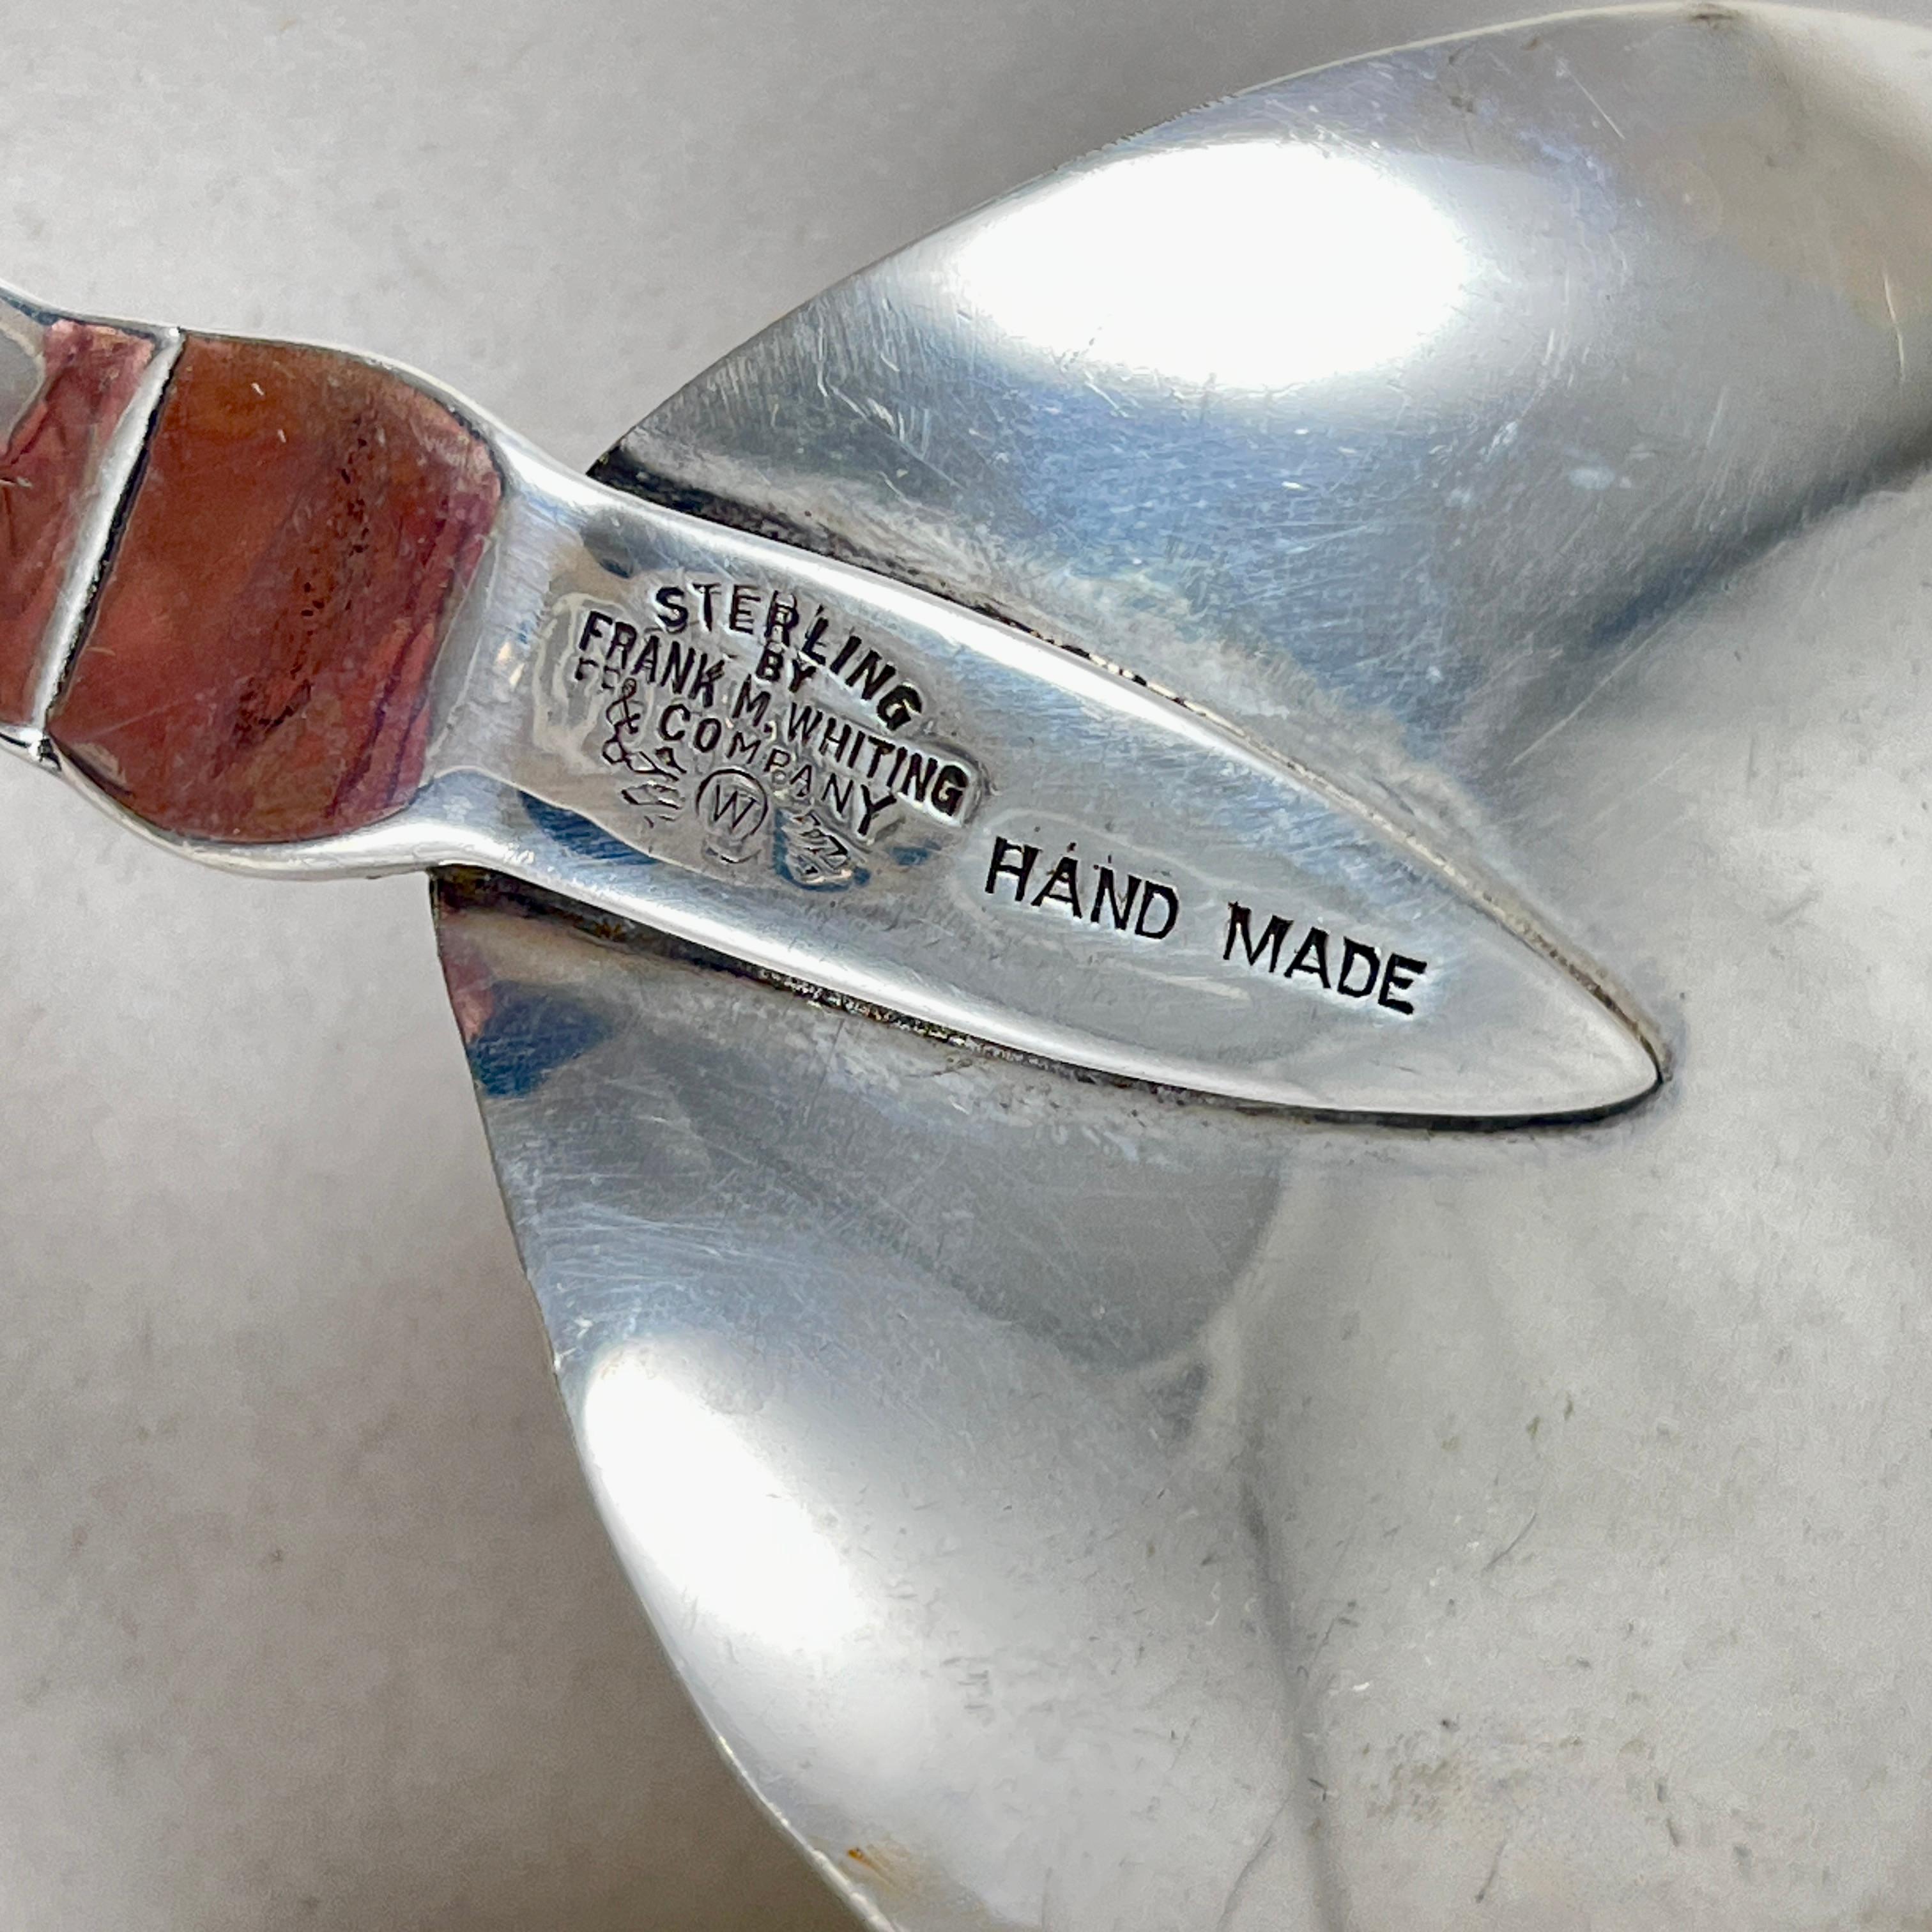 STERLING
BY
FRANK M. WHITING
& COMPANY
W
HAND MADE